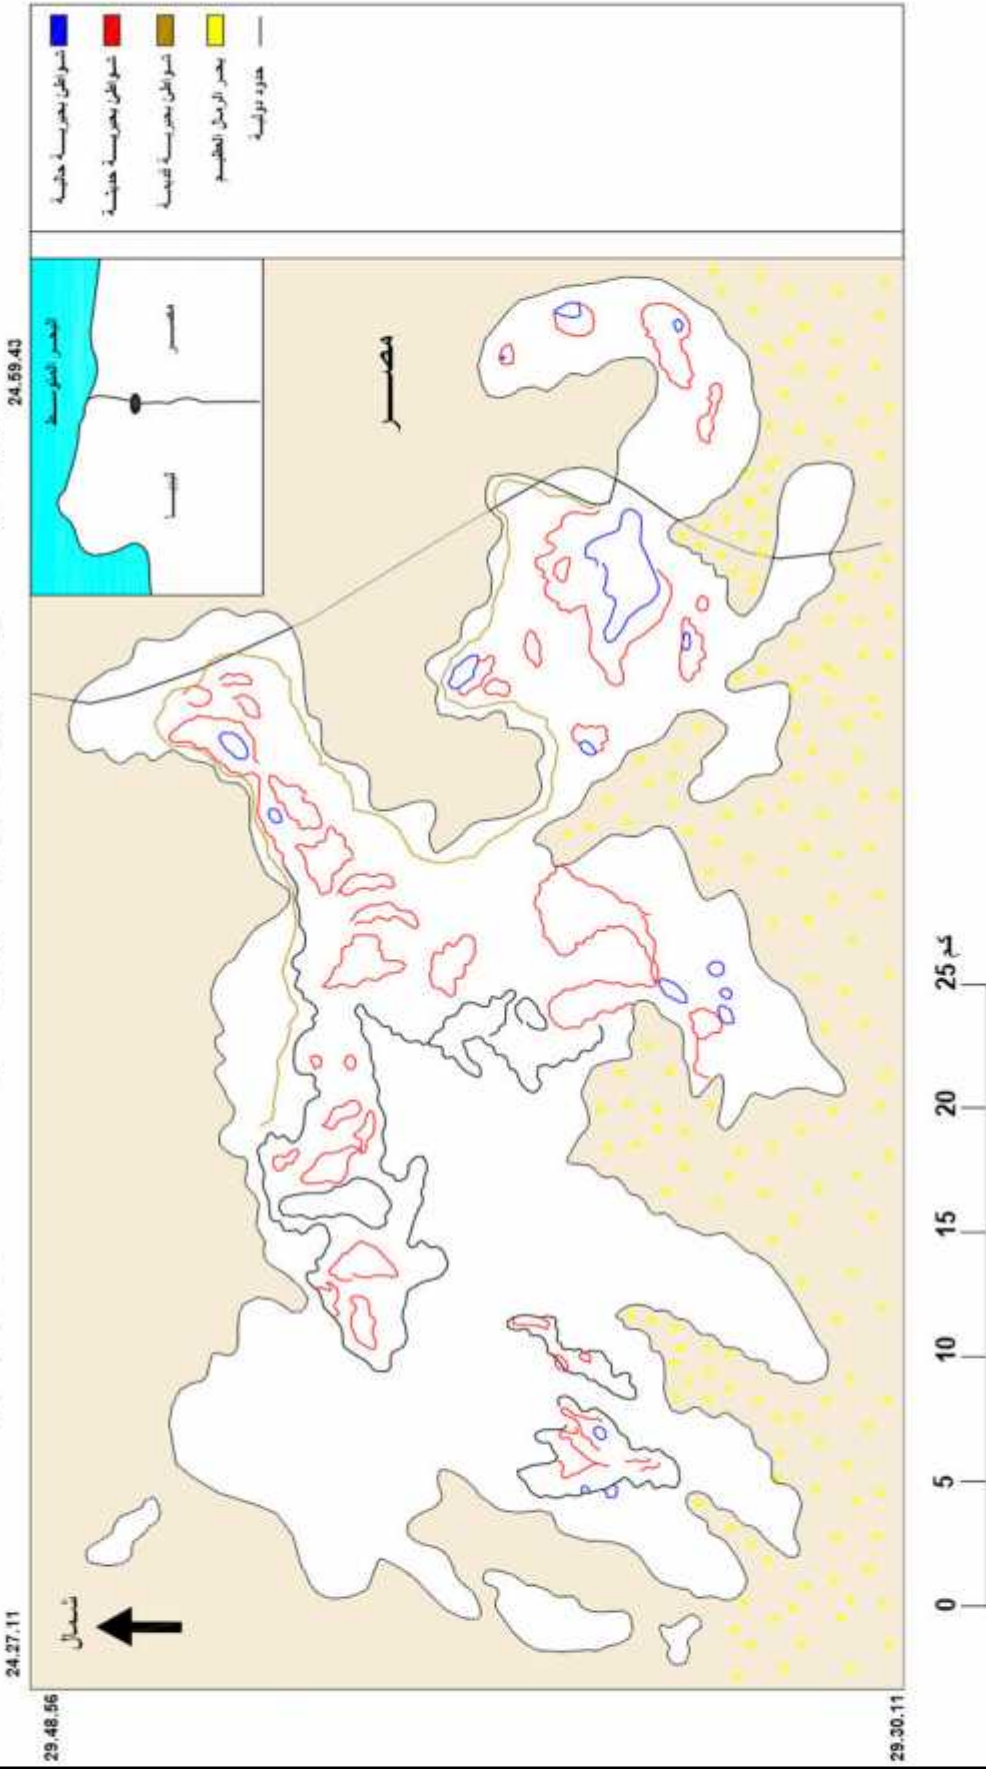 24.27.11
24.59.43
29.48.56
29.30.11
شمال
البحر المتوسط
ليبيا
مصر
مصر
شواطئ بحيرية حالية
شواطئ بحيرية حديثة
شواطئ بحيرية قديمة
بحر الرمال العظيم
حدود دولية
0 5 10 15 20 25 كم